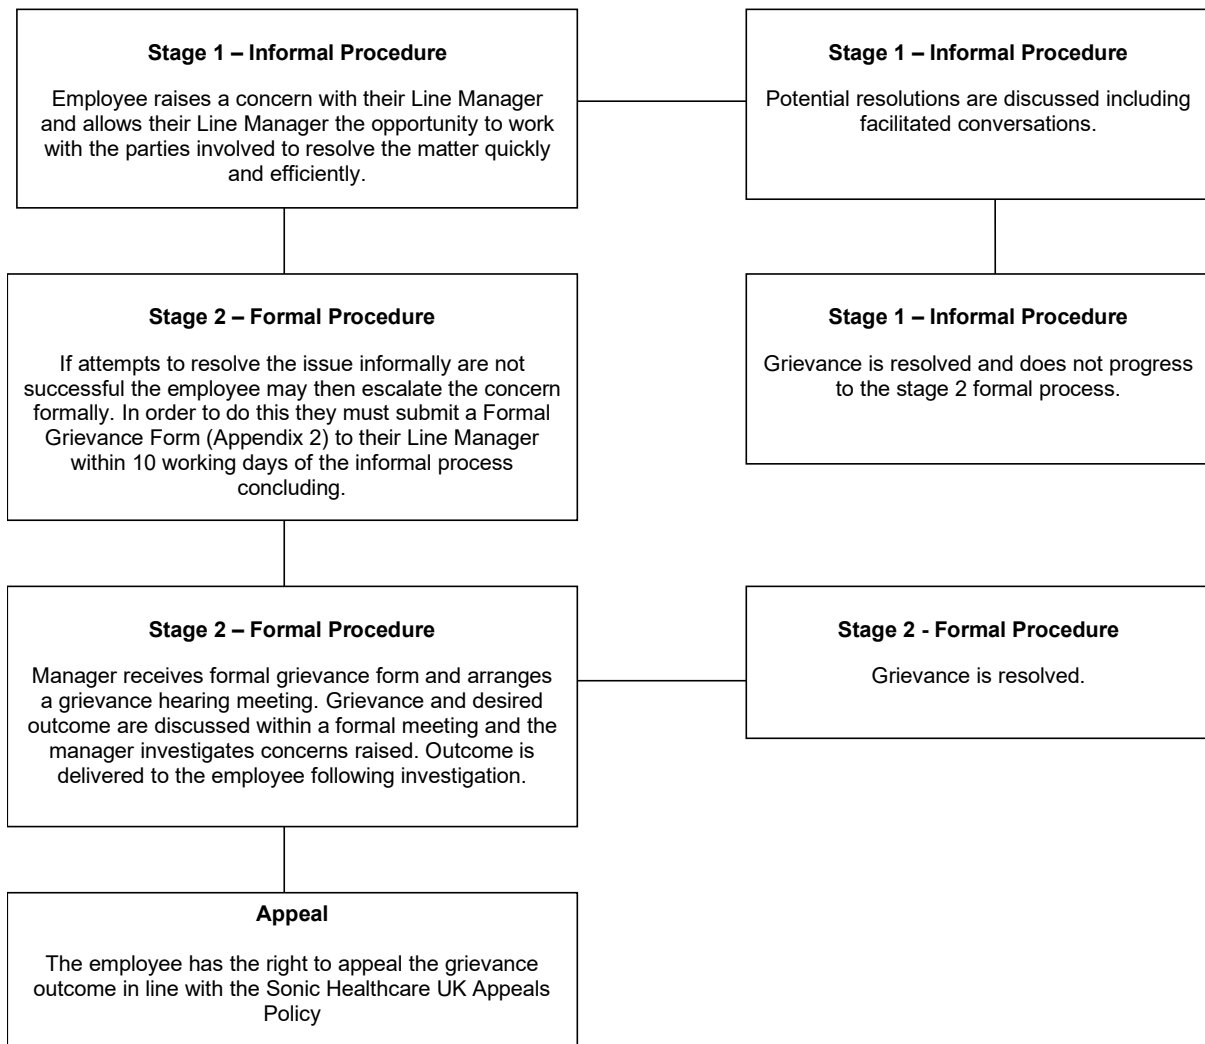 Stage 1 – Informal Procedure
Employee raises a concern with their Line Manager
and allows their Line Manager the opportunity to work
with the parties involved to resolve the matter quickly
and efficiently.
Stage 1 – Informal Procedure
Potential resolutions are discussed including
facilitated conversations.
Stage 2 – Formal Procedure
If attempts to resolve the issue informally are not
successful the employee may then escalate the concern
formally. In order to do this they must submit a Formal
Grievance Form (Appendix 2) to their Line Manager
within 10 working days of the informal process
concluding.
Stage 1 – Informal Procedure
Grievance is resolved and does not progress
to the stage 2 formal process.
Stage 2 – Formal Procedure
Manager receives formal grievance form and arranges
a grievance hearing meeting. Grievance and desired
outcome are discussed within a formal meeting and the
manager investigates concerns raised. Outcome is
delivered to the employee following investigation.
Stage 2 - Formal Procedure
Grievance is resolved.
Appeal
The employee has the right to appeal the grievance
outcome in line with the Sonic Healthcare UK Appeals
Policy